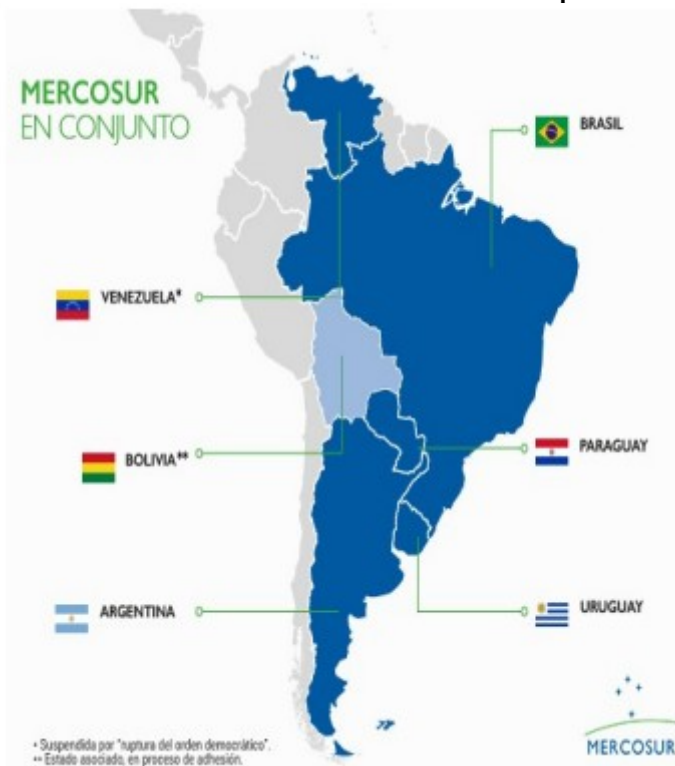 MERCOSUR
EN CONJUNTO
BRASIL
VENEZUELA*
BOLIVIA**
PARAGUAY
ARGENTINA
URUGUAY
* Suspendida por "ruptura del orden democrático".
** Estado asociado, en proceso de adhesión.
MERCOSUR